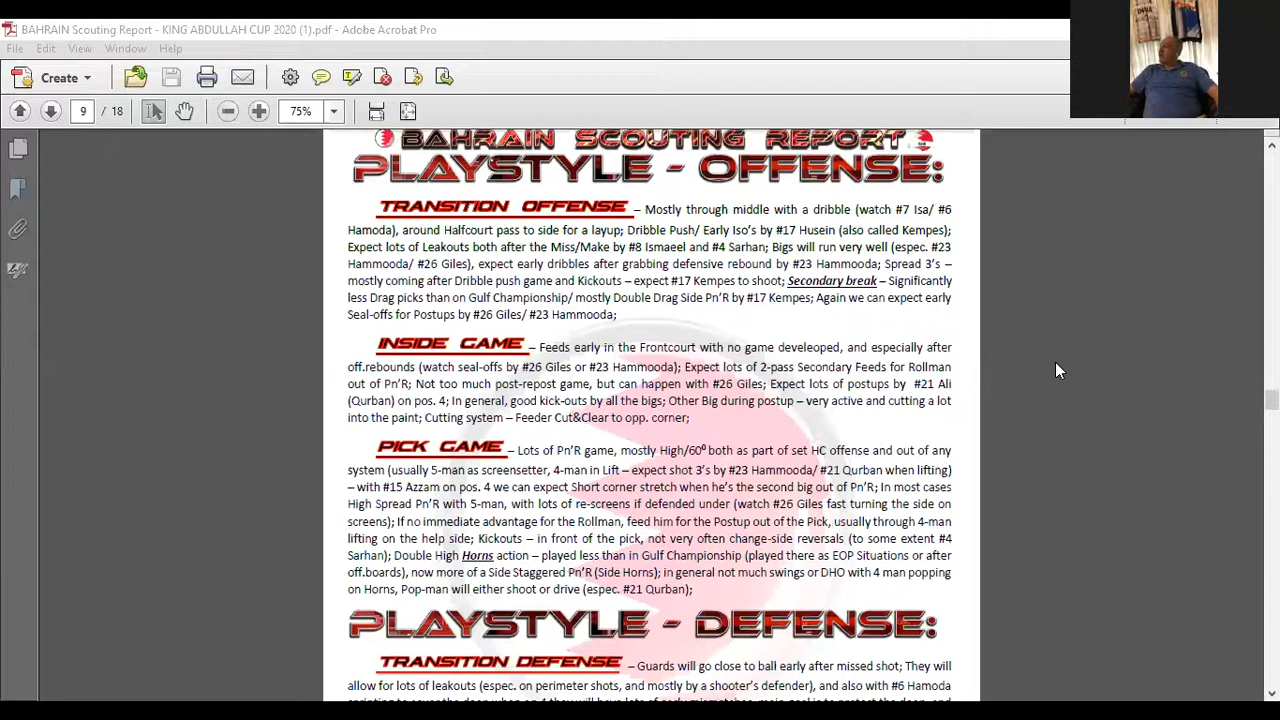 BAHRAIN Scouting Report - KING ABDULLAH CUP 2020 (1).pdf - Adobe Acrobat Pro
File Edit View Window Help
Create
9 / 18 75%
BAHRAIN SCOUTING REPORT
PLAYSTYLE - OFFENSE:
TRANSITION OFFENSE – Mostly through middle with a dribble (watch #7 Isa/ #6
Hamoda), around Halfcourt pass to side for a layup; Dribble Push/ Early Iso's by #17 Husein (also called Kempes);
Expect lots of Leakouts both after the Miss/Make by #8 Ismaeel and #4 Sarhan; Bigs will run very well (espec. #23
Hammooda/ #26 Giles), expect early dribbles after grabbing defensive rebound by #23 Hammooda; Spread 3's –
mostly coming after Dribble push game and Kickouts – expect #17 Kempes to shoot; Secondary break – Significantly
less Drag picks than on Gulf Championship/ mostly Double Drag Side Pn'R by #17 Kempes; Again we can expect early
Seal-offs for Postups by #26 Giles/ #23 Hammooda;
INSIDE GAME – Feeds early in the Frontcourt with no game develeoped, and especially after
off.rebounds (watch seal-offs by #26 Giles or #23 Hammooda); Expect lots of 2-pass Secondary Feeds for Rollman
out of Pn'R; Not too much post-repost game, but can happen with #26 Giles; Expect lots of postups by #21 Ali
(Qurban) on pos. 4; In general, good kick-outs by all the bigs; Other Big during postup – very active and cutting a lot
into the paint; Cutting system – Feeder Cut&Clear to opp. corner;
PICK GAME – Lots of Pn'R game, mostly High/60⁰ both as part of set HC offense and out of any
system (usually 5-man as screensetter, 4-man in Lift – expect shot 3's by #23 Hammooda/ #21 Qurban when lifting)
– with #15 Azzam on pos. 4 we can expect Short corner stretch when he's the second big out of Pn'R; In most cases
High Spread Pn'R with 5-man, with lots of re-screens if defended under (watch #26 Giles fast turning the side on
screens); If no immediate advantage for the Rollman, feed him for the Postup out of the Pick, usually through 4-man
lifting on the help side; Kickouts – in front of the pick, not very often change-side reversals (to some extent #4
Sarhan); Double High Horns action – played less than in Gulf Championship (played there as EOP Situations or after
off.boards), now more of a Side Staggered Pn'R (Side Horns); in general not much swings or DHO with 4 man popping
on Horns, Pop-man will either shoot or drive (espec. #21 Qurban);
PLAYSTYLE - DEFENSE:
TRANSITION DEFENSE – Guards will go close to ball early after missed shot; They will
allow for lots of leakouts (espec. on perimeter shots, and mostly by a shooter's defender), and also with #6 Hamoda